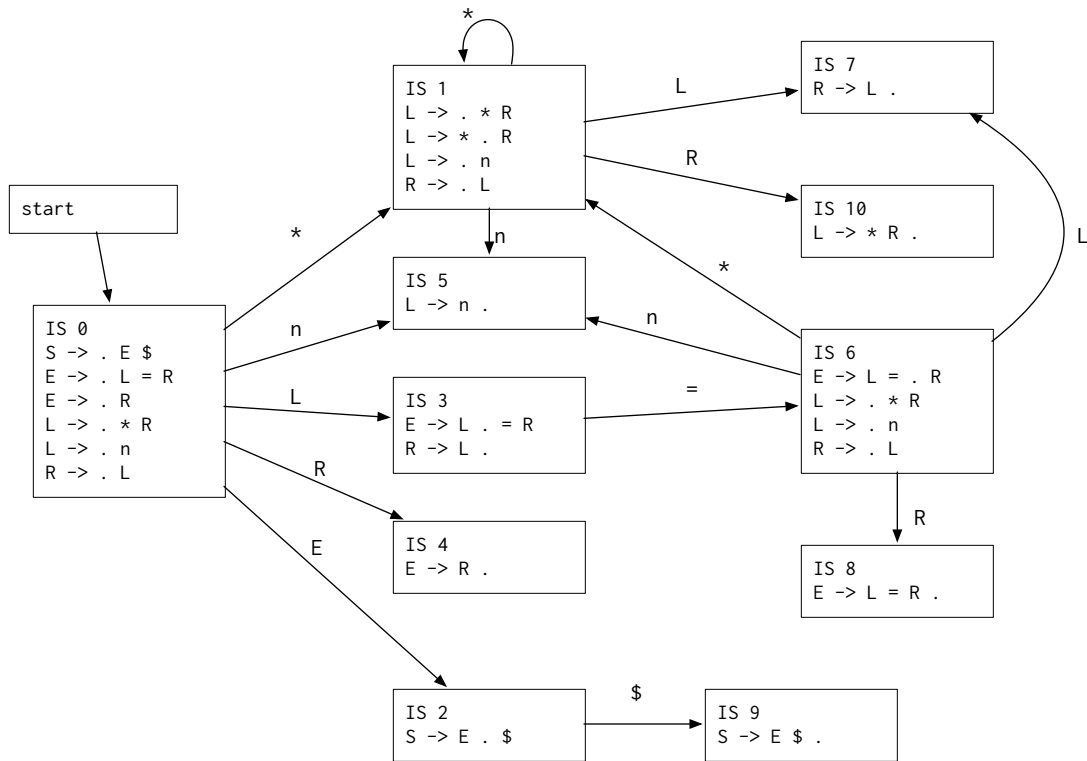 *
IS 1
L -> . * R
L -> * . R
L -> . n
R -> . L
L
IS 7
R -> L .
R
IS 10
L -> * R .
start
*
n
*
L
IS 5
L -> n .
n
n
IS 0
S -> . E $
E -> . L = R
E -> . R
L -> . * R
L -> . n
R -> . L
L
IS 3
E -> L . = R
R -> L .
=
IS 6
E -> L = . R
L -> . * R
L -> . n
R -> . L
R
IS 4
E -> R .
R
IS 8
E -> L = R .
E
IS 2
S -> E . $
$
IS 9
S -> E $ .